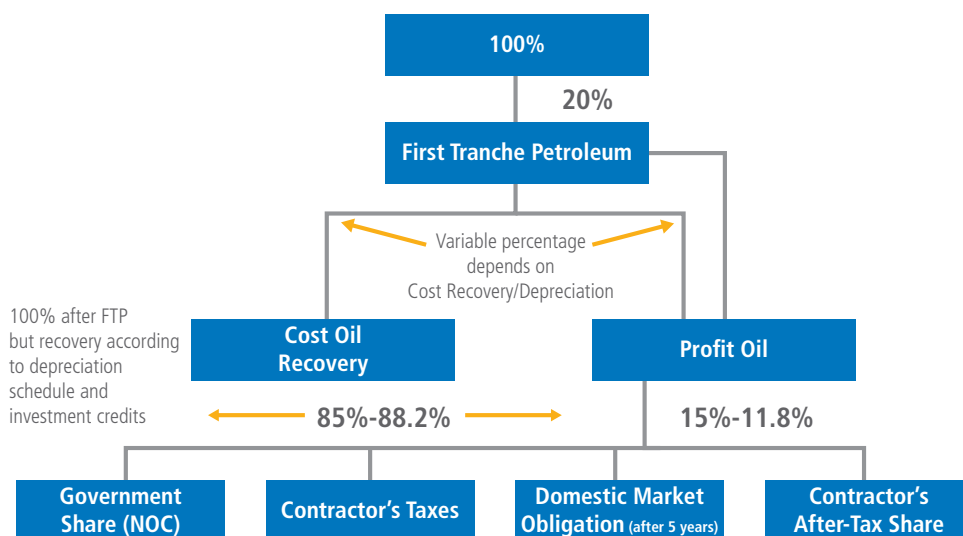 100%
20%
First Tranche Petroleum
Variable percentage
depends on
Cost Recovery/Depreciation
100% after FTP
but recovery according
to depreciation
schedule and
investment credits
Cost Oil
Recovery
Profit Oil
85%-88.2%
15%-11.8%
Government
Share (NOC)
Contractor’s Taxes
Domestic Market
Obligation (after 5 years)
Contractor’s
After-Tax Share